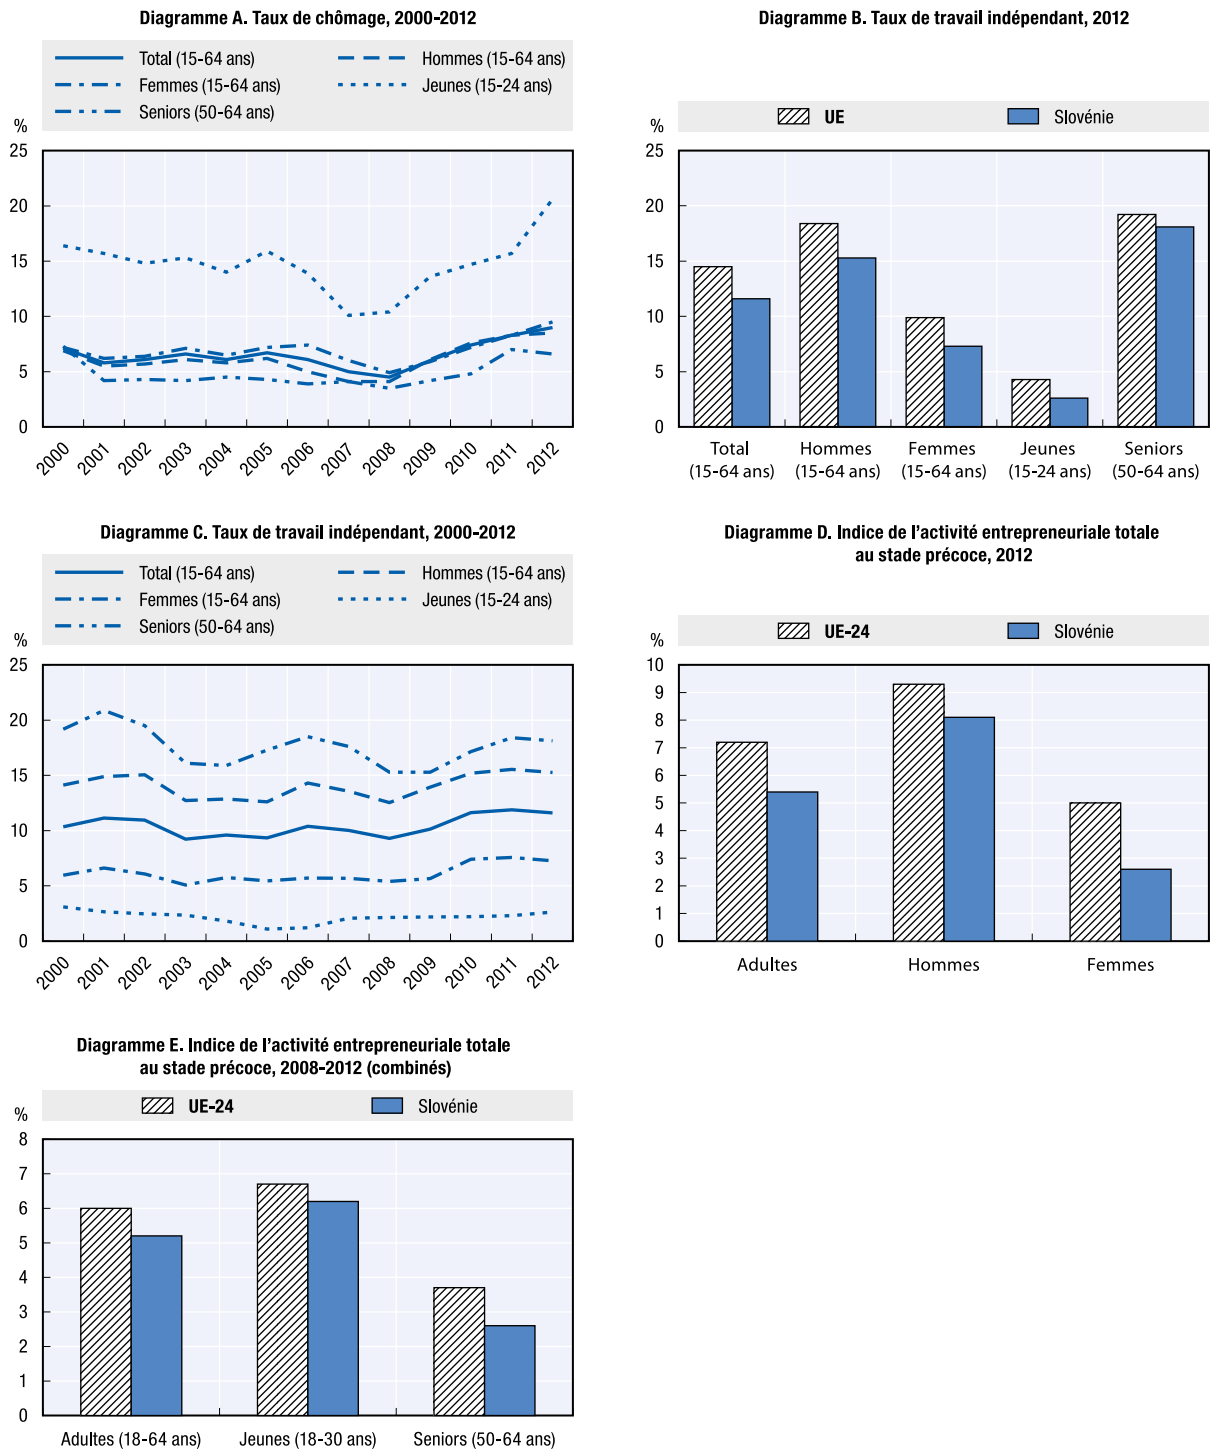 Diagramme A. Taux de chômage, 2000-2012
Total (15-64 ans)
Hommes (15-64 ans)
Femmes (15-64 ans)
Jeunes (15-24 ans)
Seniors (50-64 ans)
%
25
20
15
10
5
0
2000
2001
2002
2003
2004
2005
2006
2007
2008
2009
2010
2011
2012
Diagramme B. Taux de travail indépendant, 2012
UE
Slovénie
%
25
20
15
10
5
0
Total
(15-64 ans)
Hommes
(15-64 ans)
Femmes
(15-64 ans)
Jeunes
(15-24 ans)
Seniors
(50-64 ans)
Diagramme C. Taux de travail indépendant, 2000-2012
Total (15-64 ans)
Hommes (15-64 ans)
Femmes (15-64 ans)
Jeunes (15-24 ans)
Seniors (50-64 ans)
%
25
20
15
10
5
0
2000
2001
2002
2003
2004
2005
2006
2007
2008
2009
2010
2011
2012
Diagramme D. Indice de l'activité entrepreneuriale totale
au stade précoce, 2012
UE-24
Slovénie
%
10
9
8
7
6
5
4
3
2
1
0
Adultes
Hommes
Femmes
Diagramme E. Indice de l'activité entrepreneuriale totale
au stade précoce, 2008-2012 (combinés)
UE-24
Slovénie
%
8
7
6
5
4
3
2
1
0
Adultes (18-64 ans)
Jeunes (18-30 ans)
Seniors (50-64 ans)